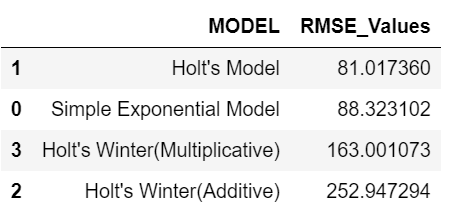 MODEL RMSE_Values
1 Holt's Model 81.017360
0 Simple Exponential Model 88.323102
3 Holt's Winter(Multiplicative) 163.001073
2 Holt's Winter(Additive) 252.947294